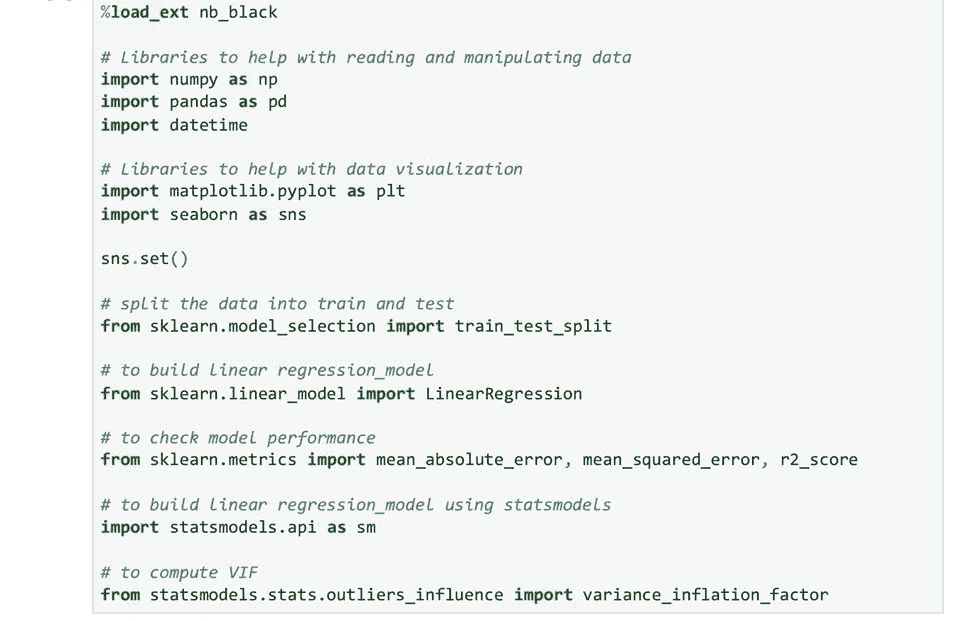 %load_ext nb_black
# Libraries to help with reading and manipulating data
import numpy as np
import pandas as pd
import datetime
# Libraries to help with data visualization
import matplotlib.pyplot as plt
import seaborn as sns
sns.set()
# split the data into train and test
from sklearn.model_selection import train_test_split
# to build linear regression_model
from sklearn.linear_model import LinearRegression
# to check model performance
from sklearn.metrics import mean_absolute_error, mean_squared_error, r2_score
# to build linear regression_model using statsmodels
import statsmodels.api as sm
# to compute VIF
from statsmodels.stats.outliers_influence import variance_inflation_factor